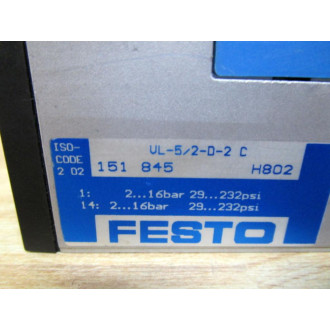 VL-5/2-D-2 C
ISO-
CODE
2 02
151 845 H802
1: 2...16bar 29...232psi
14: 2...16bar 29...232psi
FESTO